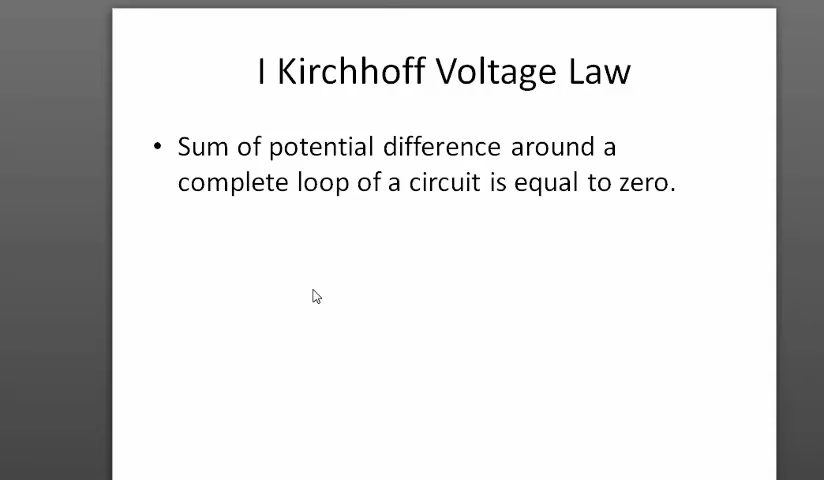 I Kirchhoff Voltage Law
• Sum of potential difference around a
complete loop of a circuit is equal to zero.